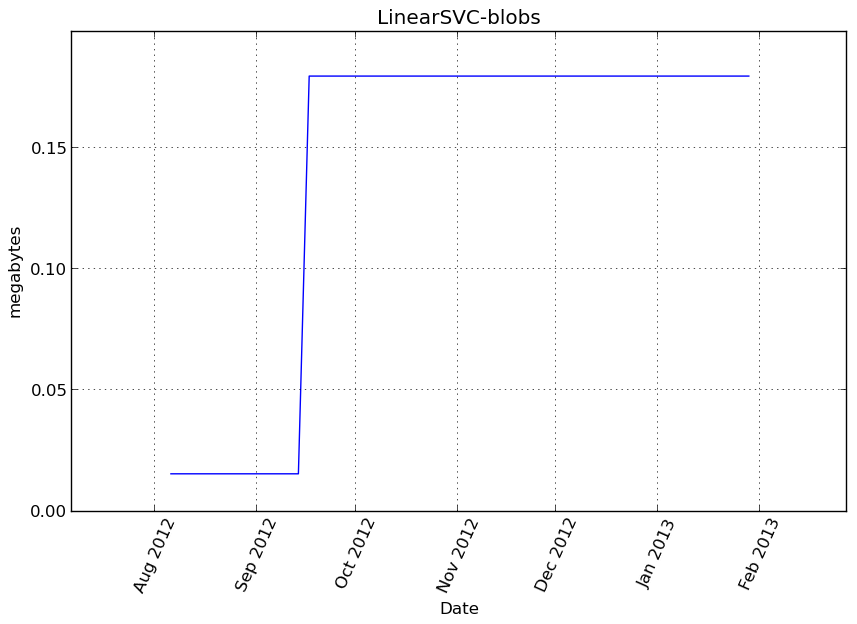 LinearSVC-blobs
megabytes
0.15
0.10
0.05
0.00
Aug 2012
Sep 2012
Oct 2012
Nov 2012
Dec 2012
Jan 2013
Feb 2013
Date